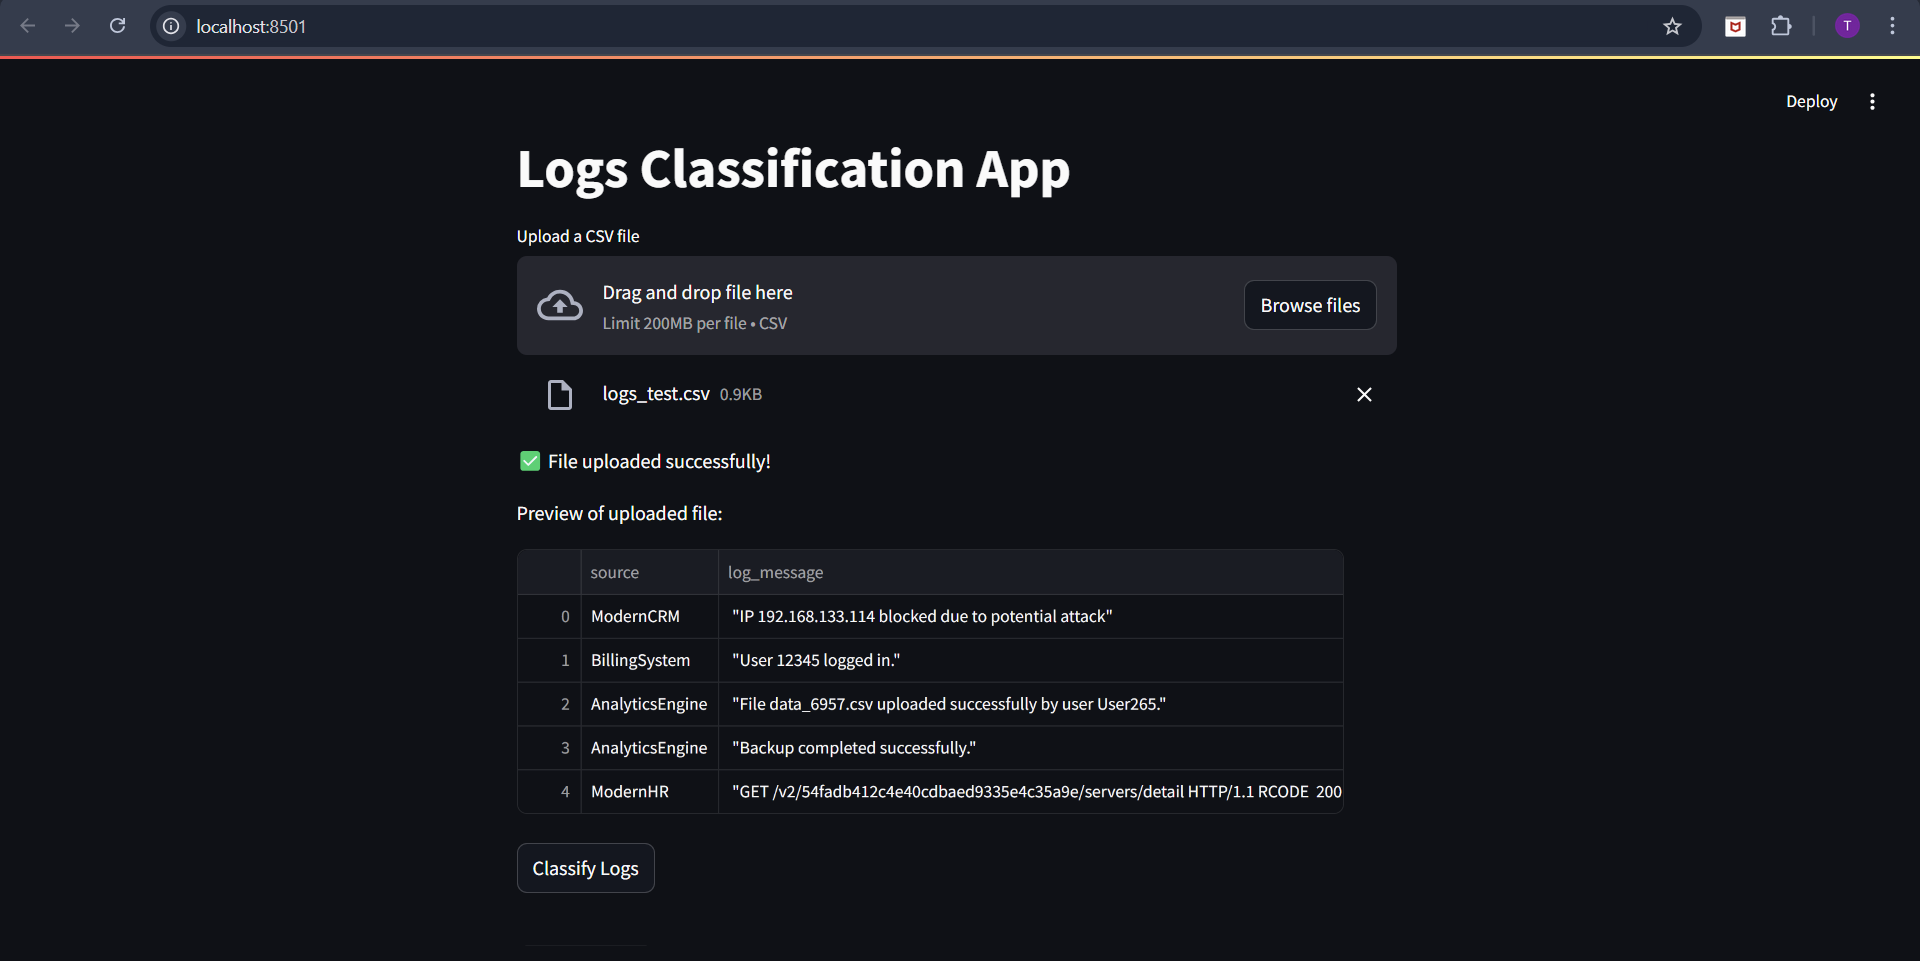 localhost:8501
T
Deploy
Logs Classification App
Upload a CSV file
Drag and drop file here
Limit 200MB per file • CSV
Browse files
logs_test.csv 0.9KB
File uploaded successfully!
Preview of uploaded file:
source log_message
0 ModernCRM "IP 192.168.133.114 blocked due to potential attack"
1 BillingSystem "User 12345 logged in."
2 AnalyticsEngine "File data_6957.csv uploaded successfully by user User265."
3 AnalyticsEngine "Backup completed successfully."
4 ModernHR "GET /v2/54fadb412c4e40cdbaed9335e4c35a9e/servers/detail HTTP/1.1 RCODE  200
Classify Logs